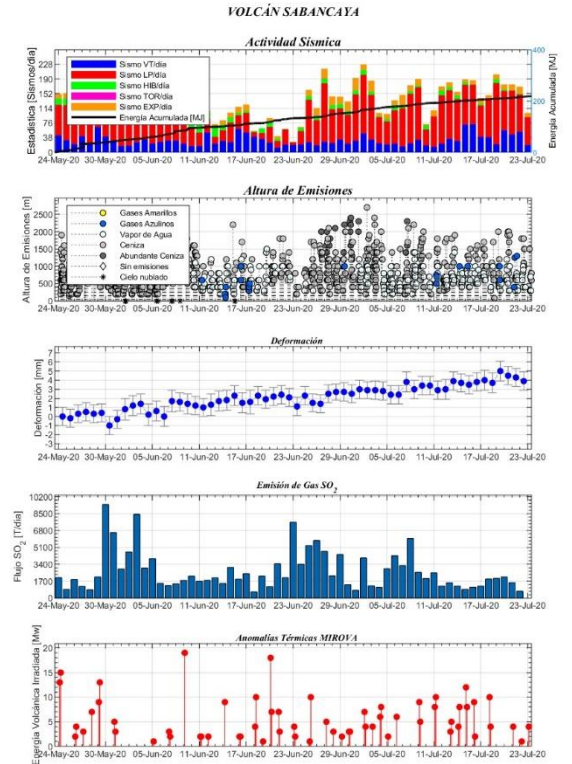 VOLCÁN SABANCAYA
Actividad Sísmica
Estadística [Sismos/día]
228
190
152
114
76
38
0
Sismo VT/día
Sismo LP/día
Sismo HIB/día
Sismo TOR/día
Sismo EXP/día
Energía Acumulada [MJ]
400
200
0
Energía Acumulada [MJ]
24-May-20 30-May-20 05-Jun-20 11-Jun-20 17-Jun-20 23-Jun-20 29-Jun-20 05-Jul-20 11-Jul-20 17-Jul-20 23-Jul-20
Altura de Emisiones
Altura de Emisiones [m]
2500
2000
1500
1000
500
0
Gases Amarillos
Gases Azulinos
Vapor de Agua
Ceniza
Abundante Ceniza
Sin emisiones
Cielo nublado
24-May-20 30-May-20 05-Jun-20 11-Jun-20 17-Jun-20 23-Jun-20 29-Jun-20 05-Jul-20 11-Jul-20 17-Jul-20 23-Jul-20
Deformación
Deformación [mm]
7
6
5
4
3
2
1
0
-1
-2
-3
24-May-20 30-May-20 05-Jun-20 11-Jun-20 17-Jun-20 23-Jun-20 29-Jun-20 05-Jul-20 11-Jul-20 17-Jul-20 23-Jul-20
Emisión de Gas SO2
Flujo SO2 [T/día]
10200
8500
6800
5100
3400
1700
0
24-May-20 30-May-20 05-Jun-20 11-Jun-20 17-Jun-20 23-Jun-20 29-Jun-20 05-Jul-20 11-Jul-20 17-Jul-20 23-Jul-20
Anomalías Térmicas MIROVA
Energía Volcánica Irradiada [Mw]
20
15
10
5
0
24-May-20 30-May-20 05-Jun-20 11-Jun-20 17-Jun-20 23-Jun-20 29-Jun-20 05-Jul-20 11-Jul-20 17-Jul-20 23-Jul-20